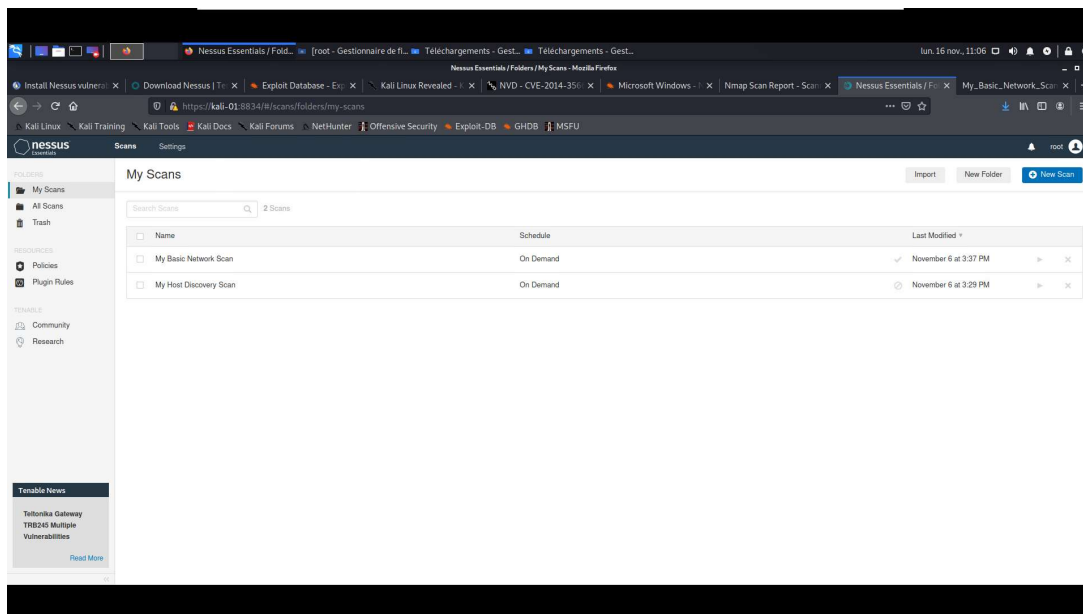 Nessus Essentials / Fold... [root - Gestionnaire de fi... Téléchargements - Gest... Téléchargements - Gest... lun. 16 nov., 11:06
Nessus Essentials / Folders / My Scans - Mozilla Firefox
Install Nessus vulnera Download Nessus | Te Exploit Database - Exp Kali Linux Revealed - NVD - CVE-2014-356 Microsoft Windows - Nmap Scan Report - Scan Nessus Essentials / Fo My_Basic_Network_Scan
https://kali-01:8834/#/scans/folders/my-scans
Kali Linux Kali Training Kali Tools Kali Docs Kali Forums NetHunter Offensive Security Exploit-DB GHDB MSFU
nessus Essentials Scans Settings root
FOLDERS
My Scans
All Scans
Trash
RESOURCES
Policies
Plugin Rules
TENABLE
Community
Research
My Scans Import New Folder New Scan
Search Scans 2 Scans
Name Schedule Last Modified
My Basic Network Scan On Demand November 6 at 3:37 PM
My Host Discovery Scan On Demand November 6 at 3:29 PM
Tenable News
Teltonika Gateway
TRB245 Multiple
Vulnerabilities
Read More